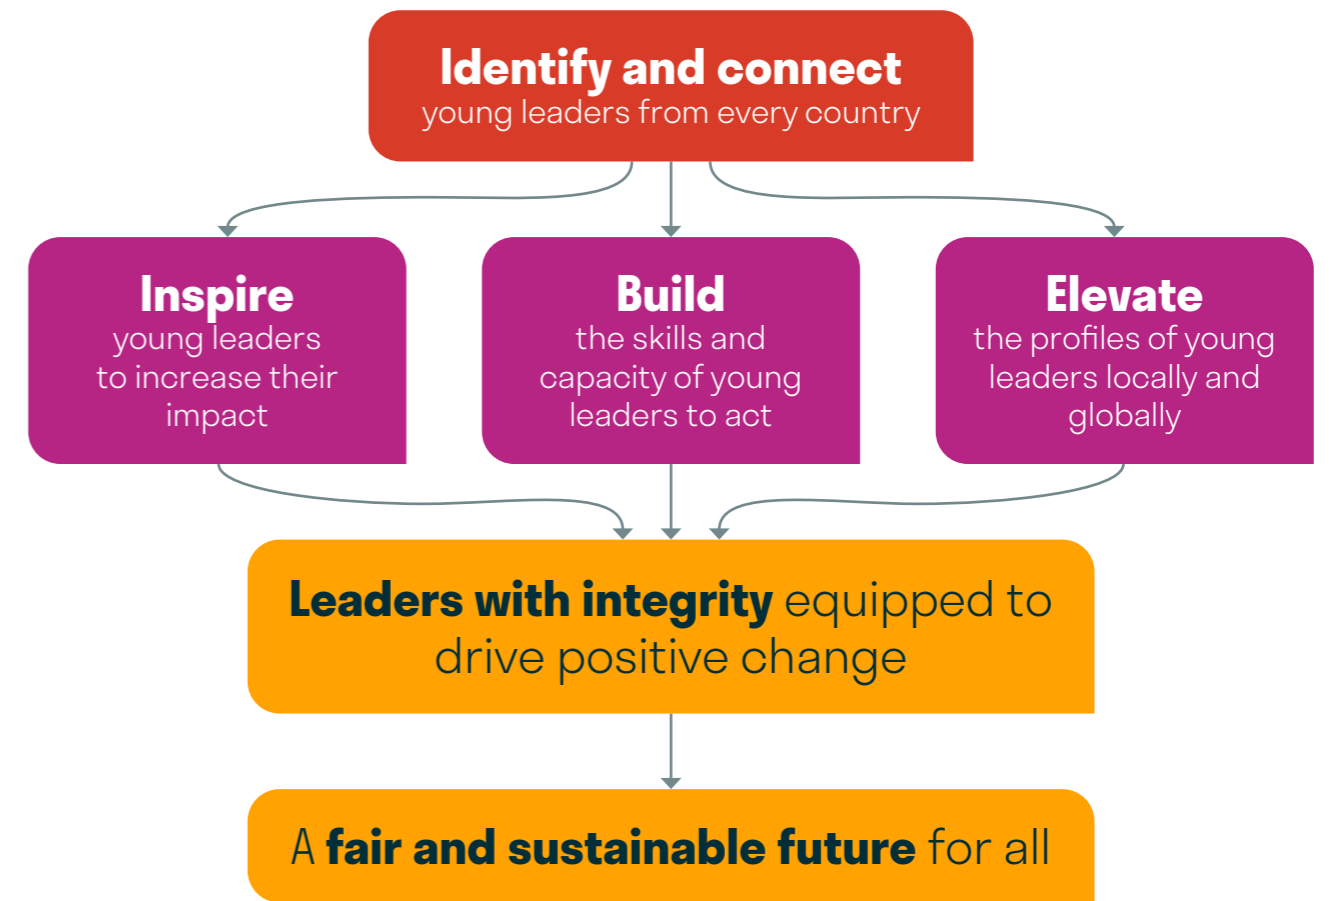 Identify and connect
young leaders from every country
Inspire
young leaders
to increase their
impact
Build
the skills and
capacity of young
leaders to act
Elevate
the profiles of young
leaders locally and
globally
Leaders with integrity equipped to
drive positive change
A fair and sustainable future for all